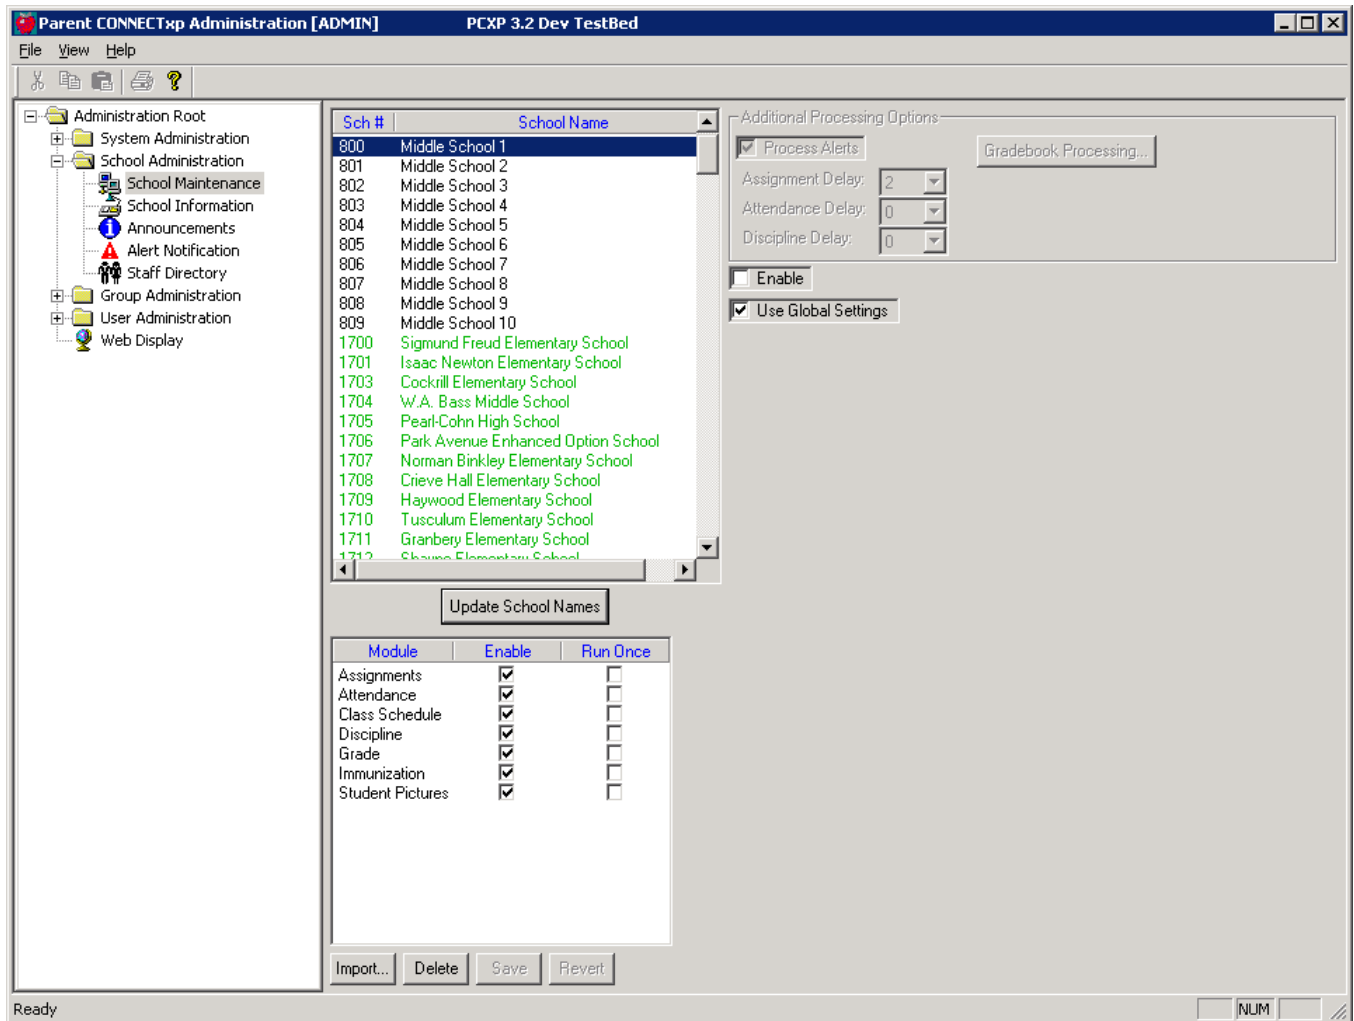 Parent CONNECTxp Administration [ADMIN] PCXP 3.2 Dev TestBed
File View Help
Administration Root
System Administration
School Administration
School Maintenance
School Information
Announcements
Alert Notification
Staff Directory
Group Administration
User Administration
Web Display
Sch # School Name
800 Middle School 1
801 Middle School 2
802 Middle School 3
803 Middle School 4
804 Middle School 5
805 Middle School 6
806 Middle School 7
807 Middle School 8
808 Middle School 9
809 Middle School 10
1700 Sigmund Freud Elementary School
1701 Isaac Newton Elementary School
1703 Cockrill Elementary School
1704 W.A. Bass Middle School
1705 Pearl-Cohn High School
1706 Park Avenue Enhanced Option School
1707 Norman Binkley Elementary School
1708 Crieve Hall Elementary School
1709 Haywood Elementary School
1710 Tusculum Elementary School
1711 Granbery Elementary School
1712 Elementary School
Update School Names
Module Enable Run Once
Assignments
Attendance
Class Schedule
Discipline
Grade
Immunization
Student Pictures
Import... Delete Save Revert
Additional Processing Options
Process Alerts Gradebook Processing...
Assignment Delay: 2
Attendance Delay: 0
Discipline Delay: 0
Enable
Use Global Settings
Ready NUM